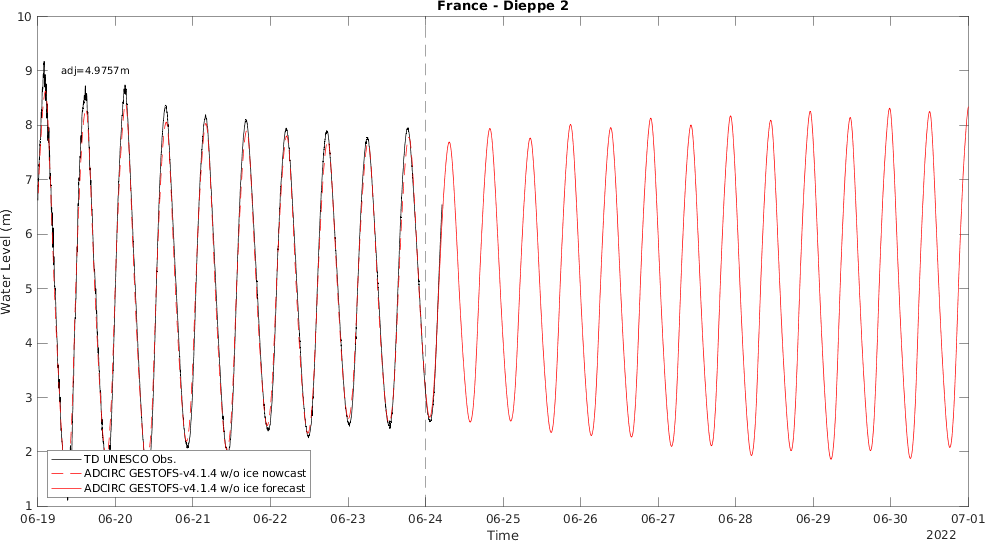 France - Dieppe 2
10
9
8
7
6
5
4
3
2
1
Water Level (m)
adj=4.9757m
TD UNESCO Obs.
ADCIRC GESTOFS-v4.1.4 w/o ice nowcast
ADCIRC GESTOFS-v4.1.4 w/o ice forecast
06-19 06-20 06-21 06-22 06-23 06-24 06-25 06-26 06-27 06-28 06-29 06-30 07-01
Time
2022